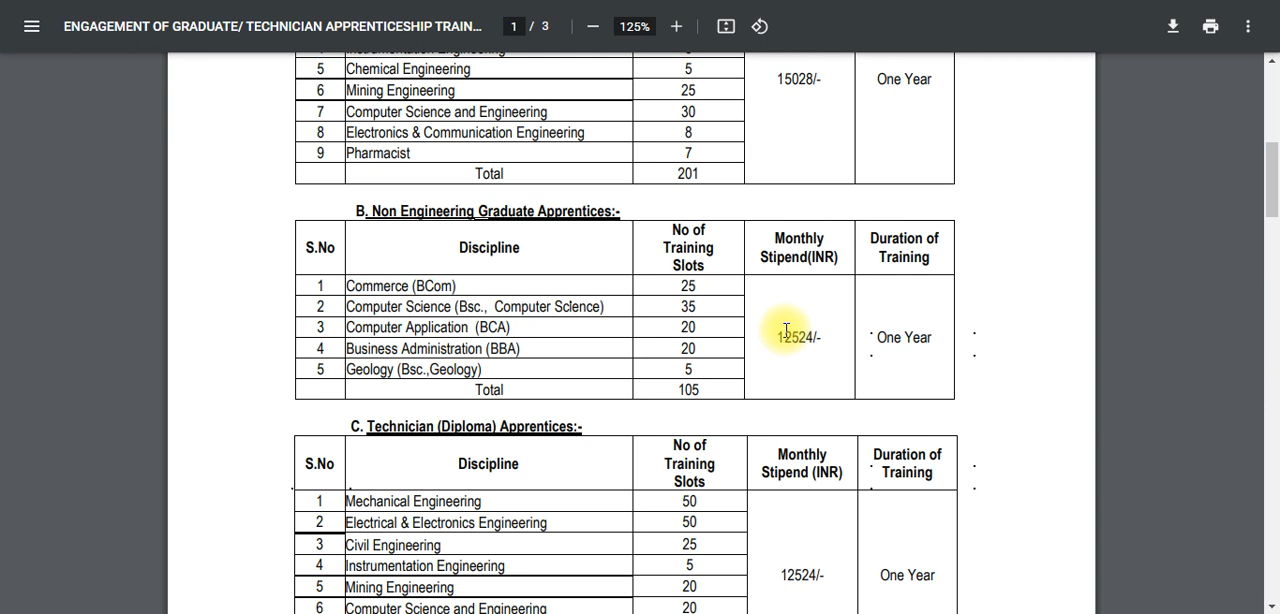 ENGAGEMENT OF GRADUATE/ TECHNICIAN APPRENTICESHIP TRAIN... 1 / 3 125%
Instrumentation Engineering
5 Chemical Engineering 5
15028/- One Year
6 Mining Engineering 25
7 Computer Science and Engineering 30
8 Electronics & Communication Engineering 8
9 Pharmacist 7
Total 201
B. Non Engineering Graduate Apprentices:-
S.No Discipline No of Training Slots Monthly Stipend(INR) Duration of Training
1 Commerce (BCom) 25
2 Computer Science (Bsc., Computer Science) 35
3 Computer Application (BCA) 20
12524/- One Year
4 Business Administration (BBA) 20
5 Geology (Bsc.,Geology) 5
Total 105
C. Technician (Diploma) Apprentices:-
S.No Discipline No of Training Slots Monthly Stipend (INR) Duration of Training
1 Mechanical Engineering 50
2 Electrical & Electronics Engineering 50
3 Civil Engineering 25
4 Instrumentation Engineering 5
12524/- One Year
5 Mining Engineering 20
6 Computer Science and Engineering 20